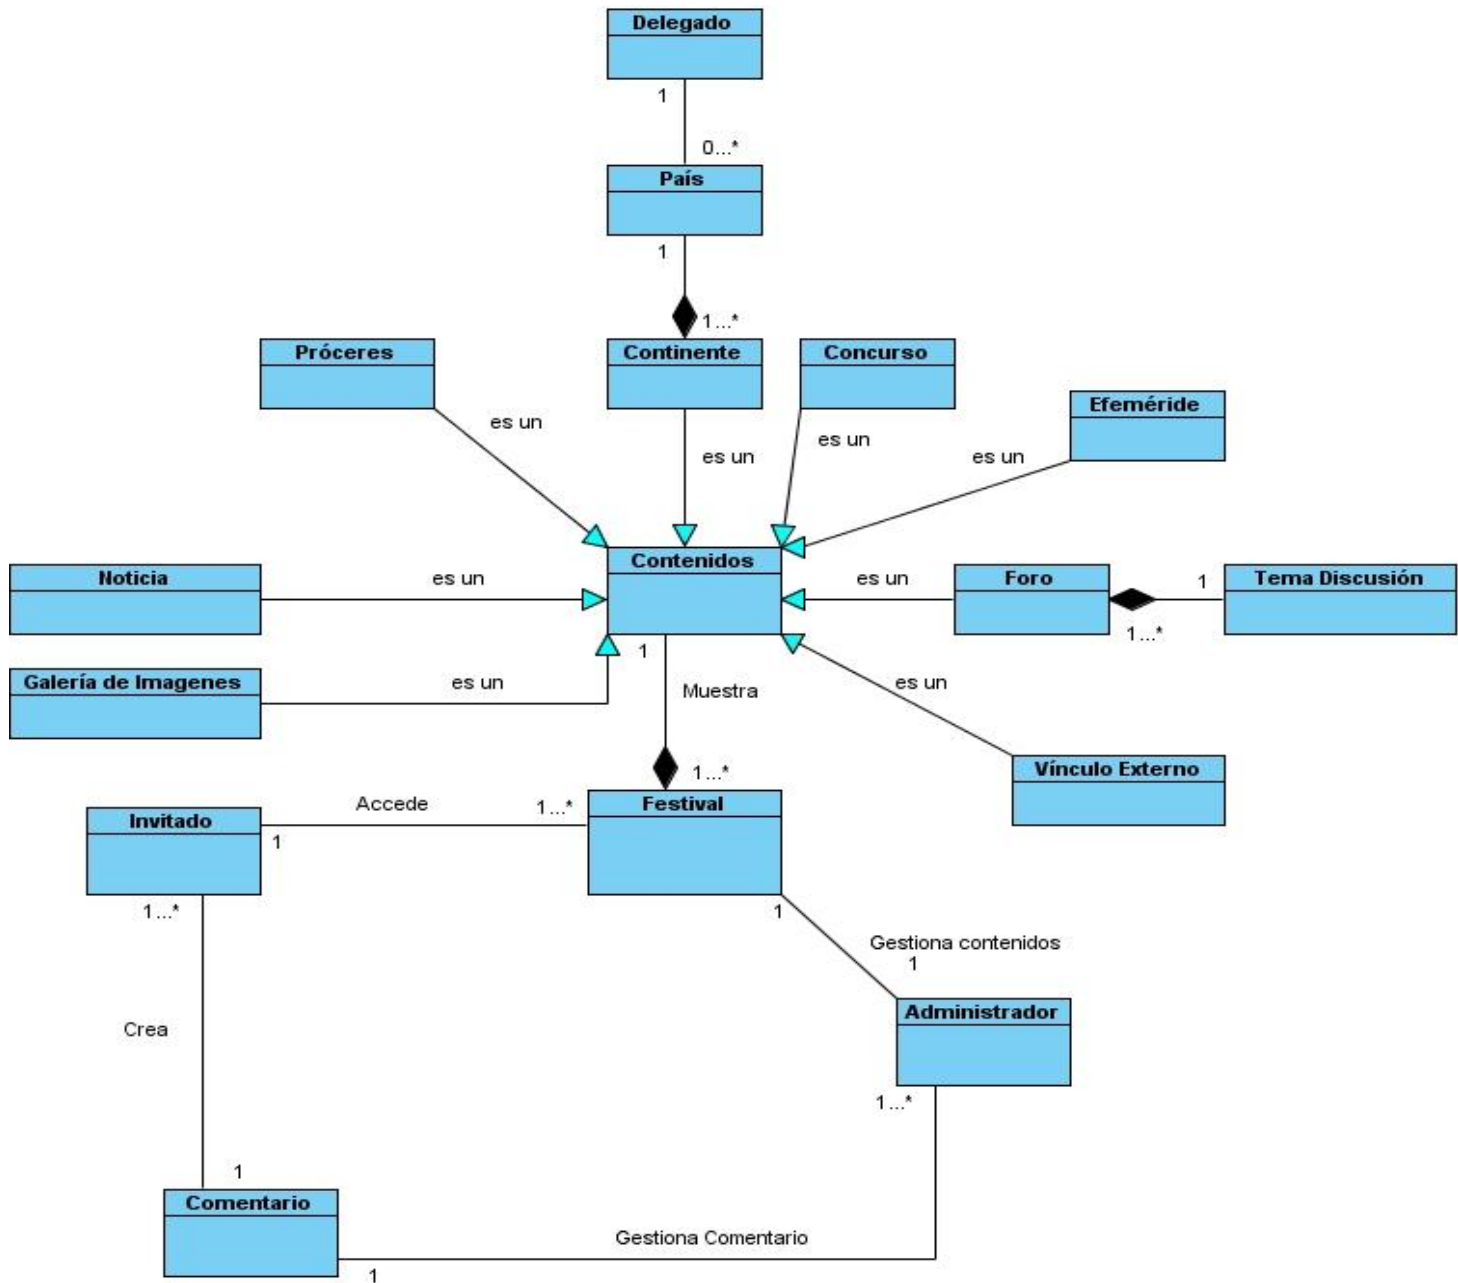 Delegado
1
0...*
País
1
1...*
Próceres
Continente
Concurso
Efeméride
es un
es un
es un
es un
Contenidos
Noticia
es un
es un
Foro
1
Tema Discusión
1...*
1
Galería de Imagenes
es un
Muestra
es un
Vínculo Externo
1...*
Festival
Accede
1...*
Invitado
1
1...*
1
Gestiona contenidos
1
Administrador
1...*
Crea
1
Comentario
Gestiona Comentario
1